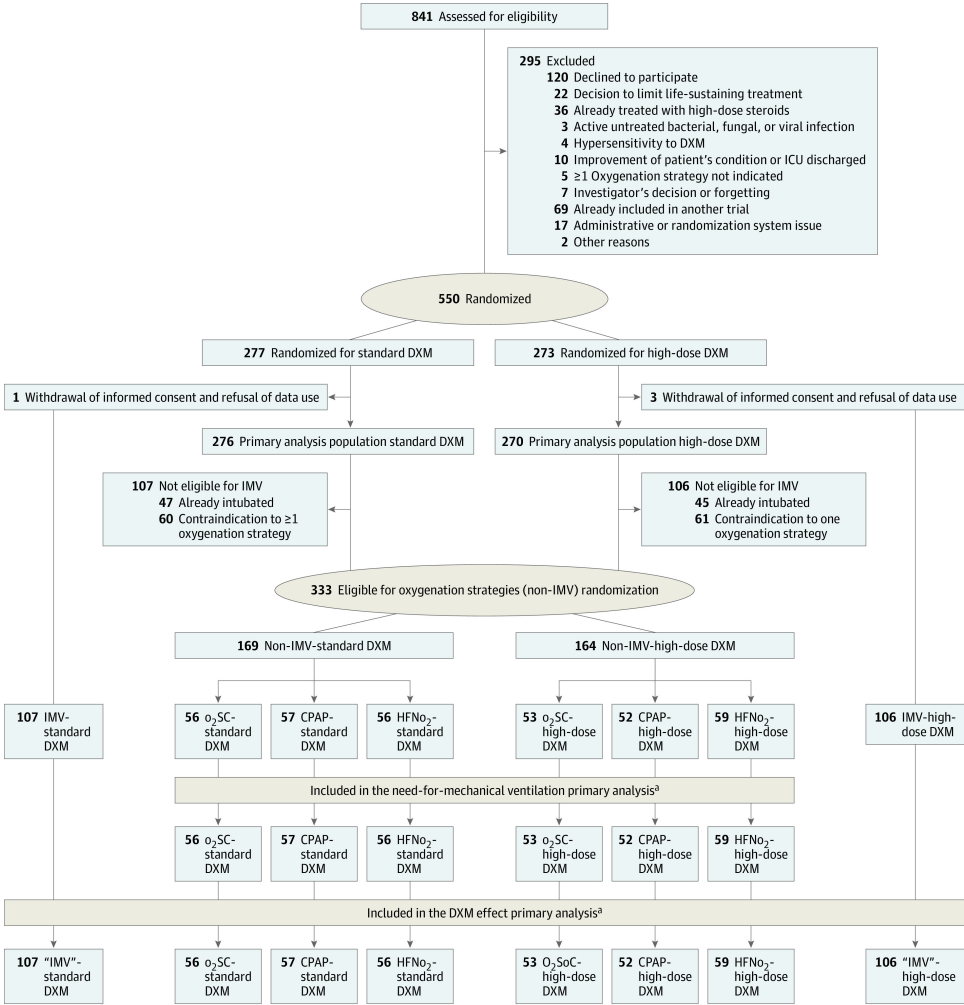 841 Assessed for eligibility
295 Excluded
120 Declined to participate
22 Decision to limit life-sustaining treatment
36 Already treated with high-dose steroids
3 Active untreated bacterial, fungal, or viral infection
4 Hypersensitivity to DXM
10 Improvement of patient's condition or ICU discharged
5 ≥1 Oxygenation strategy not indicated
7 Investigator's decision or forgetting
69 Already included in another trial
17 Administrative or randomization system issue
2 Other reasons
550 Randomized
277 Randomized for standard DXM
273 Randomized for high-dose DXM
1 Withdrawal of informed consent and refusal of data use
3 Withdrawal of informed consent and refusal of data use
276 Primary analysis population standard DXM
270 Primary analysis population high-dose DXM
107 Not eligible for IMV
47 Already intubated
60 Contraindication to ≥1
oxygenation strategy
106 Not eligible for IMV
45 Already intubated
61 Contraindication to one
oxygenation strategy
333 Eligible for oxygenation strategies (non-IMV) randomization
169 Non-IMV-standard DXM
164 Non-IMV-high-dose DXM
107 IMV-
standard
DXM
56 o₂SC-
standard
DXM
57 CPAP-
standard
DXM
56 HFNo₂-
standard
DXM
53 o₂SC-
high-dose
DXM
52 CPAP-
high-dose
DXM
59 HFNo₂-
high-dose
DXM
106 IMV-high-
dose DXM
Included in the need-for-mechanical ventilation primary analysisᵃ
56 o₂SC-
standard
DXM
57 CPAP-
standard
DXM
56 HFNo₂-
standard
DXM
53 o₂SC-
high-dose
DXM
52 CPAP-
high-dose
DXM
59 HFNo₂-
high-dose
DXM
Included in the DXM effect primary analysisᵃ
107 "IMV"-
standard
DXM
56 o₂SC-
standard
DXM
57 CPAP-
standard
DXM
56 HFNo₂-
standard
DXM
53 O₂SoC-
high-dose
DXM
52 CPAP-
high-dose
DXM
59 HFNo₂-
high-dose
DXM
106 "IMV"-
high-dose
DXM